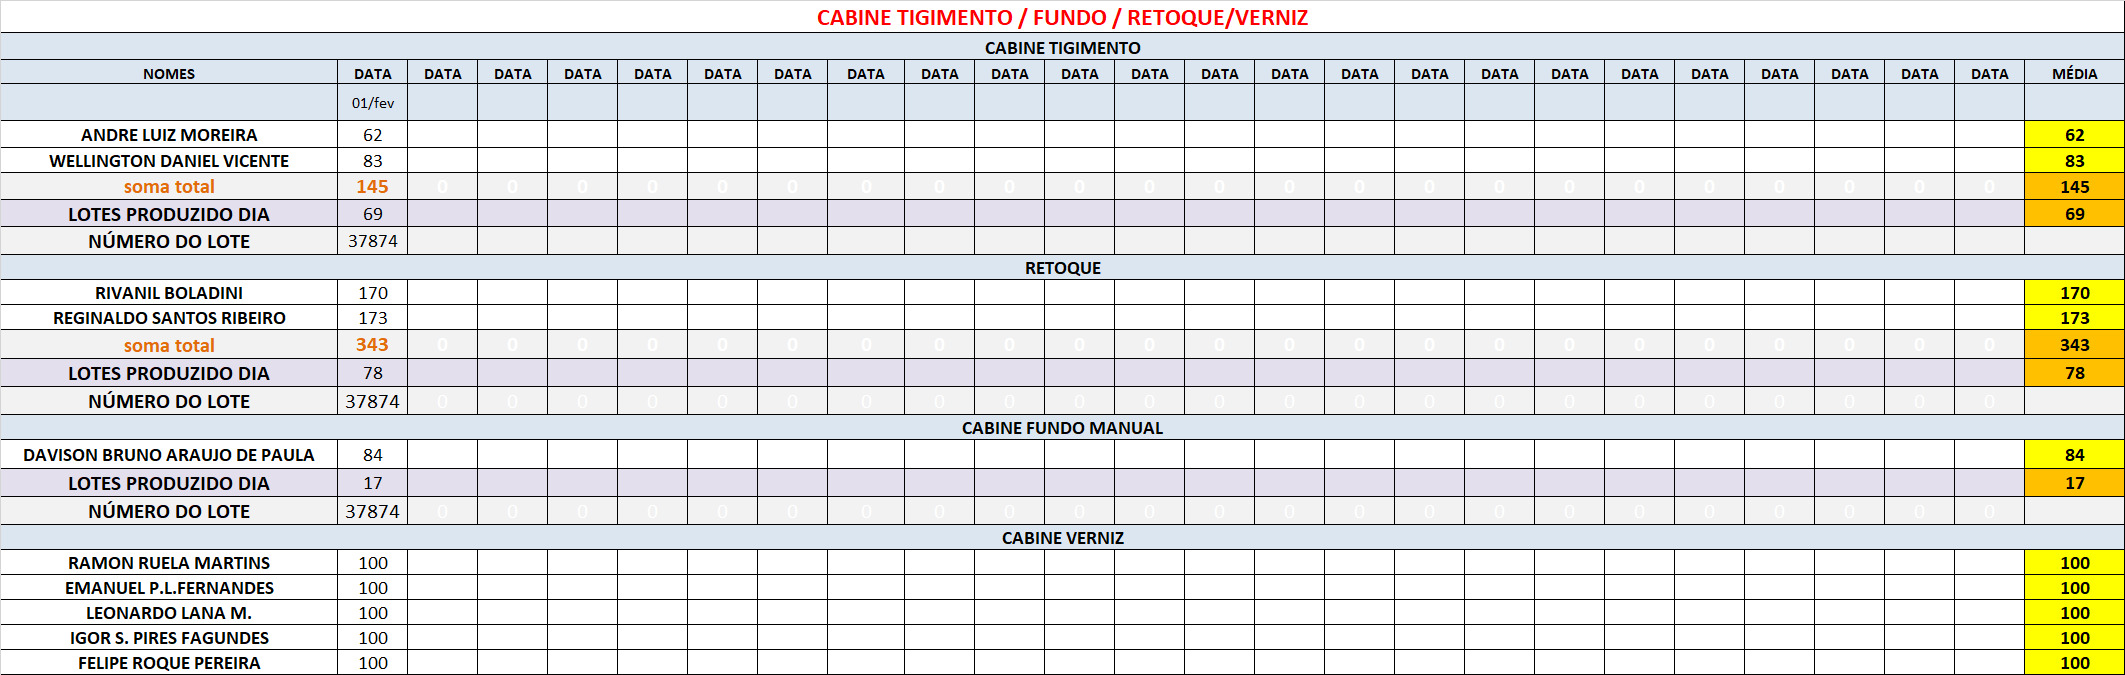 CABINE TIGIMENTO / FUNDO / RETOQUE/VERNIZ
CABINE TIGIMENTO
NOMES DATA DATA DATA DATA DATA DATA DATA DATA DATA DATA DATA DATA DATA DATA DATA DATA DATA DATA DATA DATA DATA DATA DATA DATA MÉDIA
01/fev
ANDRE LUIZ MOREIRA 62 62
WELLINGTON DANIEL VICENTE 83 83
soma total 145 0 0 0 0 0 0 0 0 0 0 0 0 0 0 0 0 0 0 0 0 0 0 0 145
LOTES PRODUZIDO DIA 69 69
NÚMERO DO LOTE 37874
RETOQUE
RIVANIL BOLADINI 170 170
REGINALDO SANTOS RIBEIRO 173 173
soma total 343 0 0 0 0 0 0 0 0 0 0 0 0 0 0 0 0 0 0 0 0 0 0 0 343
LOTES PRODUZIDO DIA 78 78
NÚMERO DO LOTE 37874 0 0 0 0 0 0 0 0 0 0 0 0 0 0 0 0 0 0 0 0 0 0 0
CABINE FUNDO MANUAL
DAVISON BRUNO ARAUJO DE PAULA 84 84
LOTES PRODUZIDO DIA 17 17
NÚMERO DO LOTE 37874 0 0 0 0 0 0 0 0 0 0 0 0 0 0 0 0 0 0 0 0 0 0 0
CABINE VERNIZ
RAMON RUELA MARTINS 100 100
EMANUEL P.L.FERNANDES 100 100
LEONARDO LANA M. 100 100
IGOR S. PIRES FAGUNDES 100 100
FELIPE ROQUE PEREIRA 100 100